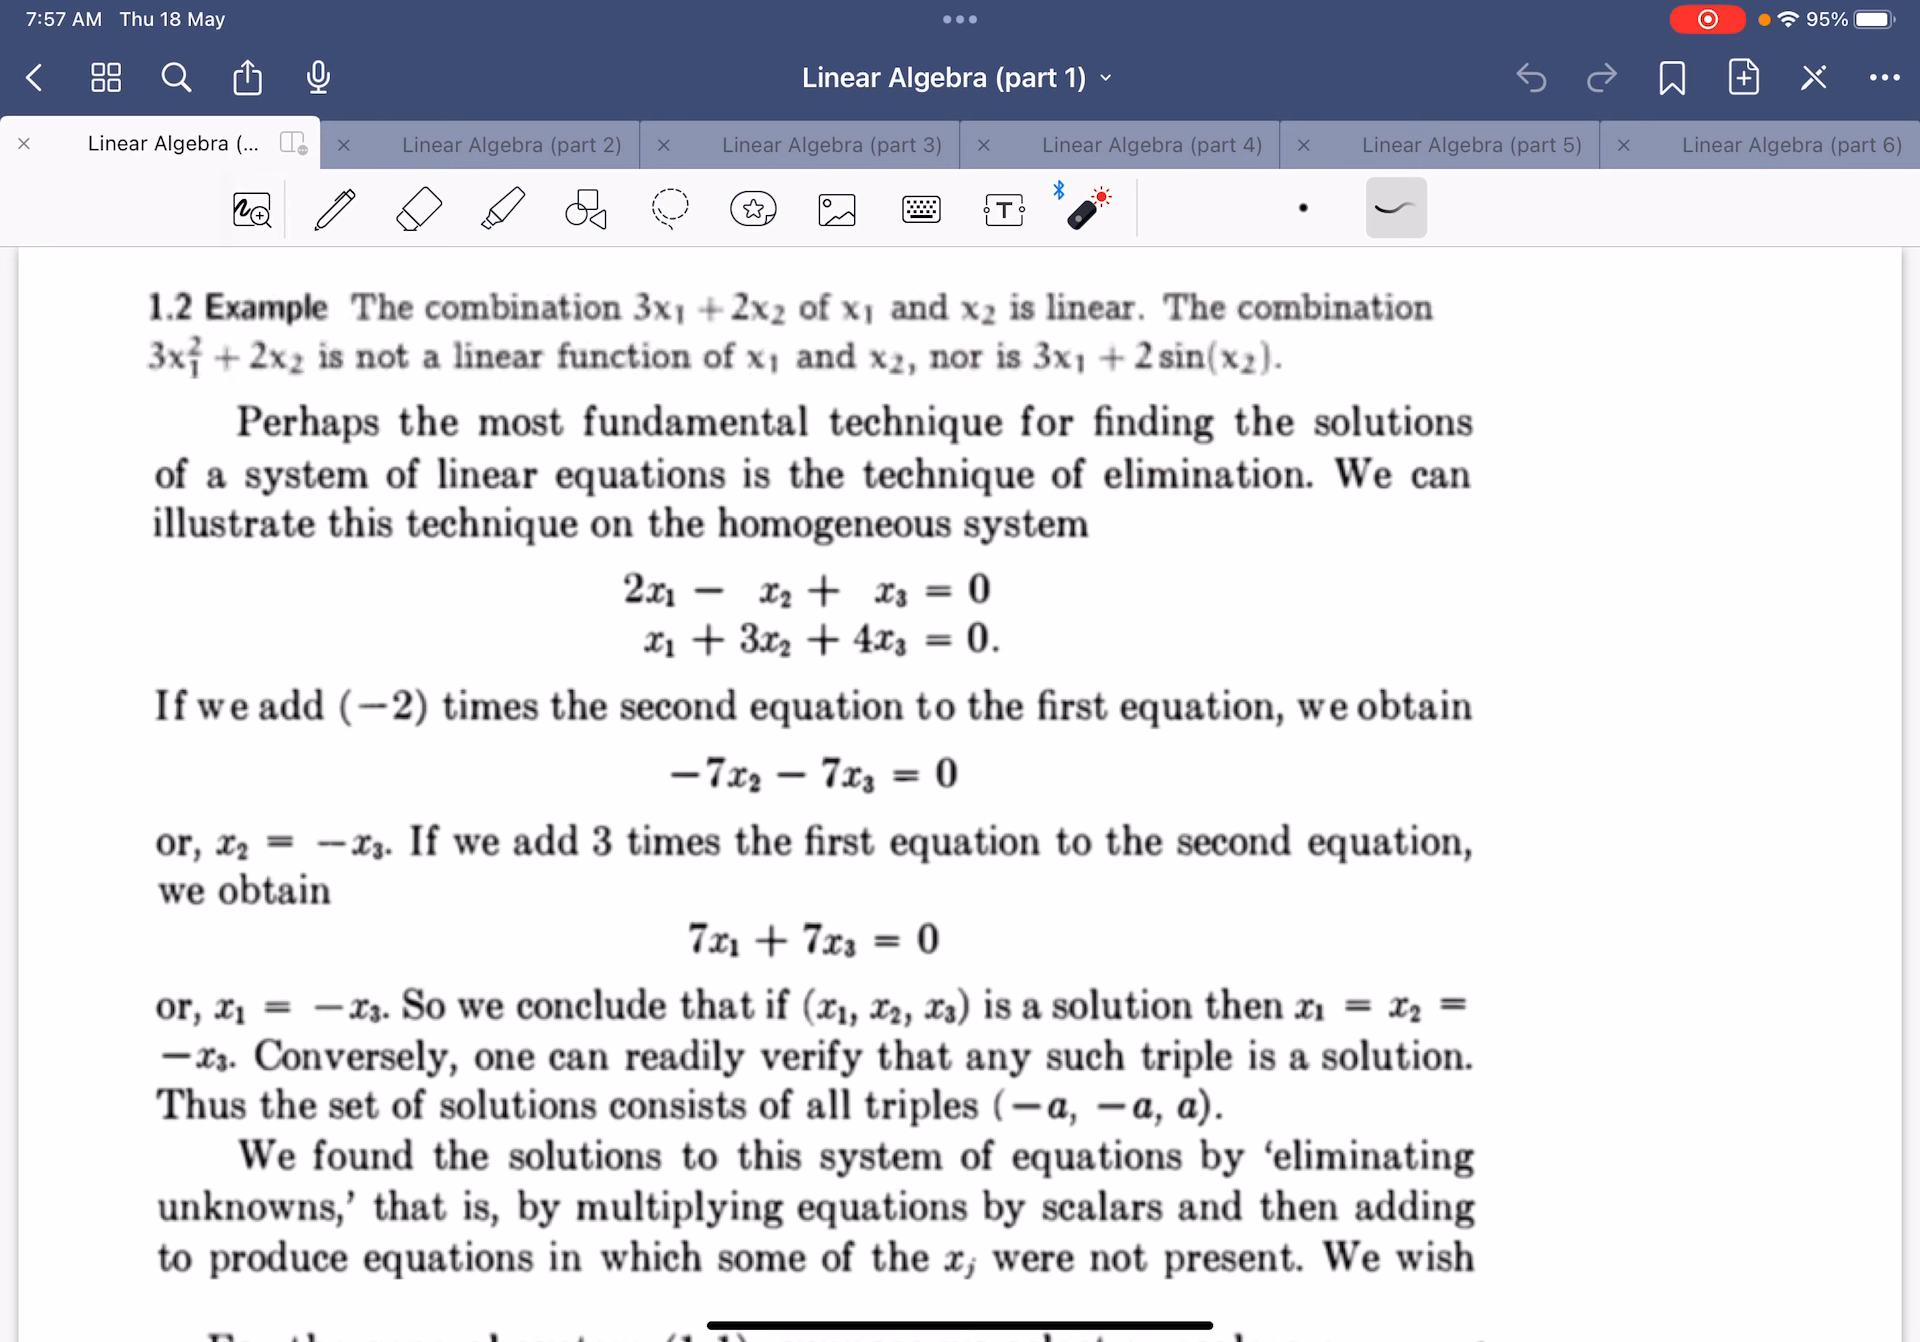 7:57 AM Thu 18 May
95%
Linear Algebra (part 1)
Linear Algebra (...
Linear Algebra (part 2)
Linear Algebra (part 3)
Linear Algebra (part 4)
Linear Algebra (part 5)
Linear Algebra (part 6)
1.2 Example The combination 3x₁ + 2x₂ of x₁ and x₂ is linear. The combination
3x₁² + 2x₂ is not a linear function of x₁ and x₂, nor is 3x₁ + 2 sin(x₂).
Perhaps the most fundamental technique for finding the solutions
of a system of linear equations is the technique of elimination. We can
illustrate this technique on the homogeneous system
2x₁ − x₂ + x₃ = 0
x₁ + 3x₂ + 4x₃ = 0.
If we add (−2) times the second equation to the first equation, we obtain
−7x₂ − 7x₃ = 0
or, x₂ = −x₃. If we add 3 times the first equation to the second equation,
we obtain
7x₁ + 7x₃ = 0
or, x₁ = −x₃. So we conclude that if (x₁, x₂, x₃) is a solution then x₁ = x₂ =
−x₃. Conversely, one can readily verify that any such triple is a solution.
Thus the set of solutions consists of all triples (−a, −a, a).
We found the solutions to this system of equations by ‘eliminating
unknowns,’ that is, by multiplying equations by scalars and then adding
to produce equations in which some of the xⱼ were not present. We wish